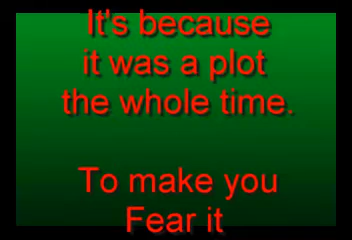 It's because
it was a plot
the whole time.
To make you
Fear it